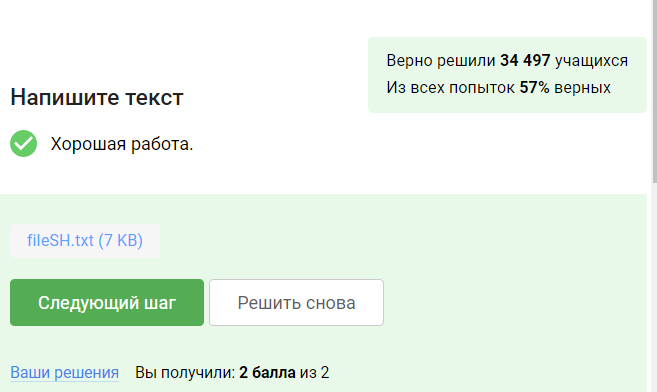 Верно решили 34 497 учащихся
Из всех попыток 57% верных
Напишите текст
Хорошая работа.
fileSH.txt (7 KB)
Следующий шаг
Решить снова
Ваши решения Вы получили: 2 балла из 2